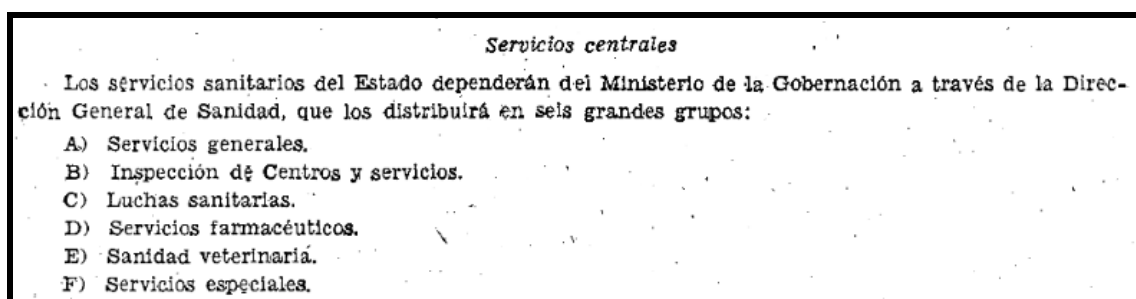 Servicios centrales
Los servicios sanitarios del Estado dependerán del Ministerio de la Gobernación a través de la Direc-
ción General de Sanidad, que los distribuirá en seis grandes grupos:
A) Servicios generales.
B) Inspección de Centros y servicios.
C) Luchas sanitarias.
D) Servicios farmacéuticos.
E) Sanidad veterinaria.
F) Servicios especiales.